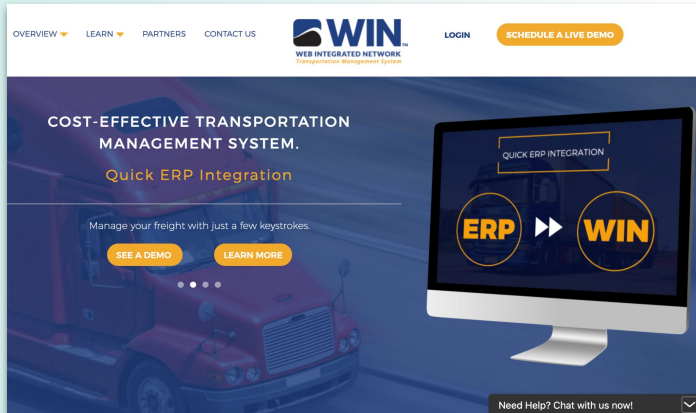 OVERVIEW
LEARN
PARTNERS
CONTACT US
WIN TM
WEB INTEGRATED NETWORK
Transportation Management System
LOGIN
SCHEDULE A LIVE DEMO
COST-EFFECTIVE TRANSPORTATION
MANAGEMENT SYSTEM.
Quick ERP Integration
Manage your freight with just a few keystrokes.
SEE A DEMO
LEARN MORE
QUICK ERP INTEGRATION
ERP
WIN
Need Help? Chat with us now!